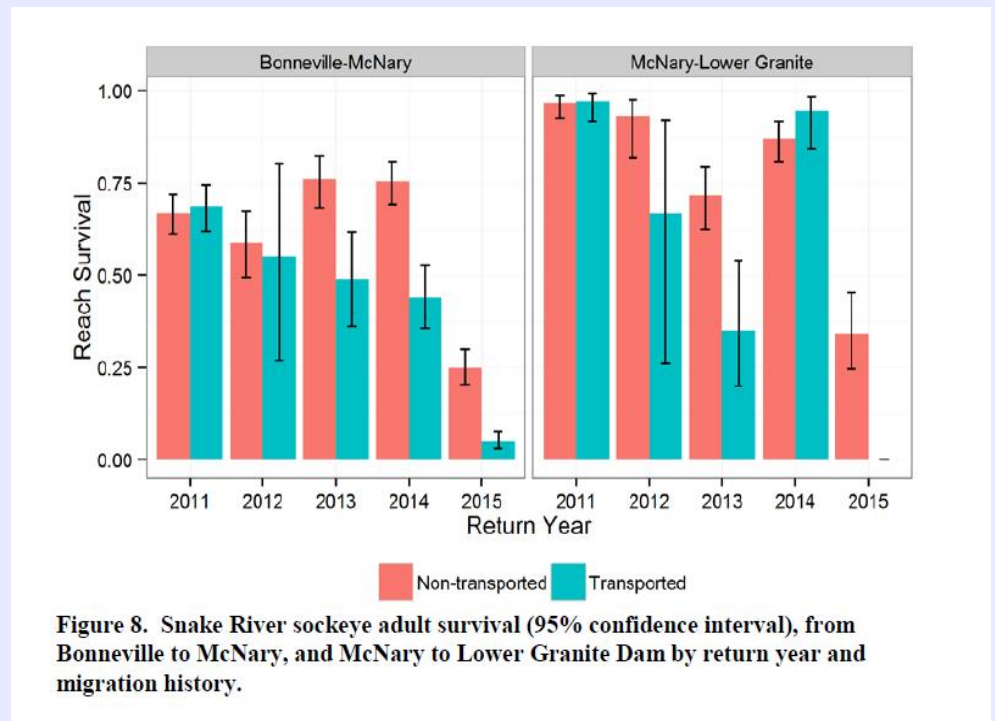 Bonneville-McNary
McNary-Lower Granite
1.00
0.75
0.50
0.25
0.00
Reach Survival
2011 2012 2013 2014 2015
2011 2012 2013 2014 2015
Return Year
Non-transported
Transported
Figure 8. Snake River sockeye adult survival (95% confidence interval), from
Bonneville to McNary, and McNary to Lower Granite Dam by return year and
migration history.